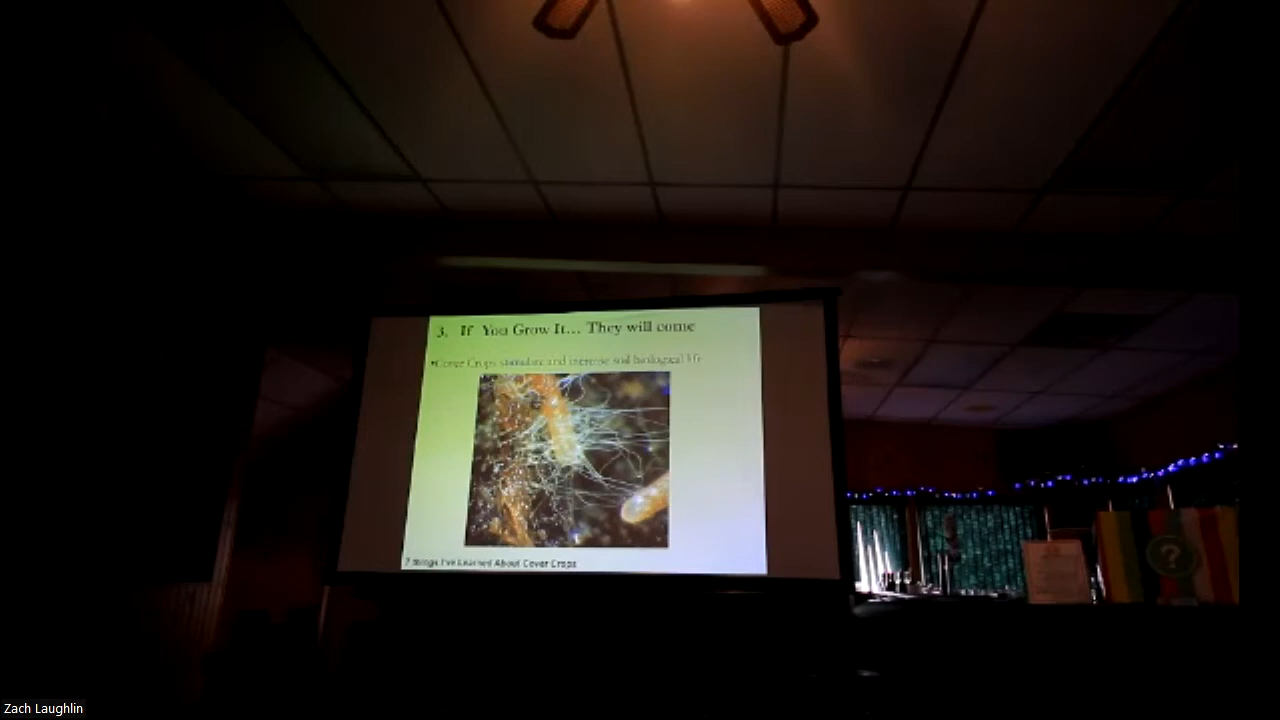 3. If You Grow It... They will come
•Cover Crops stimulate and increase soil biological life
7 things I've Learned About Cover Crops
?
Zach Laughlin